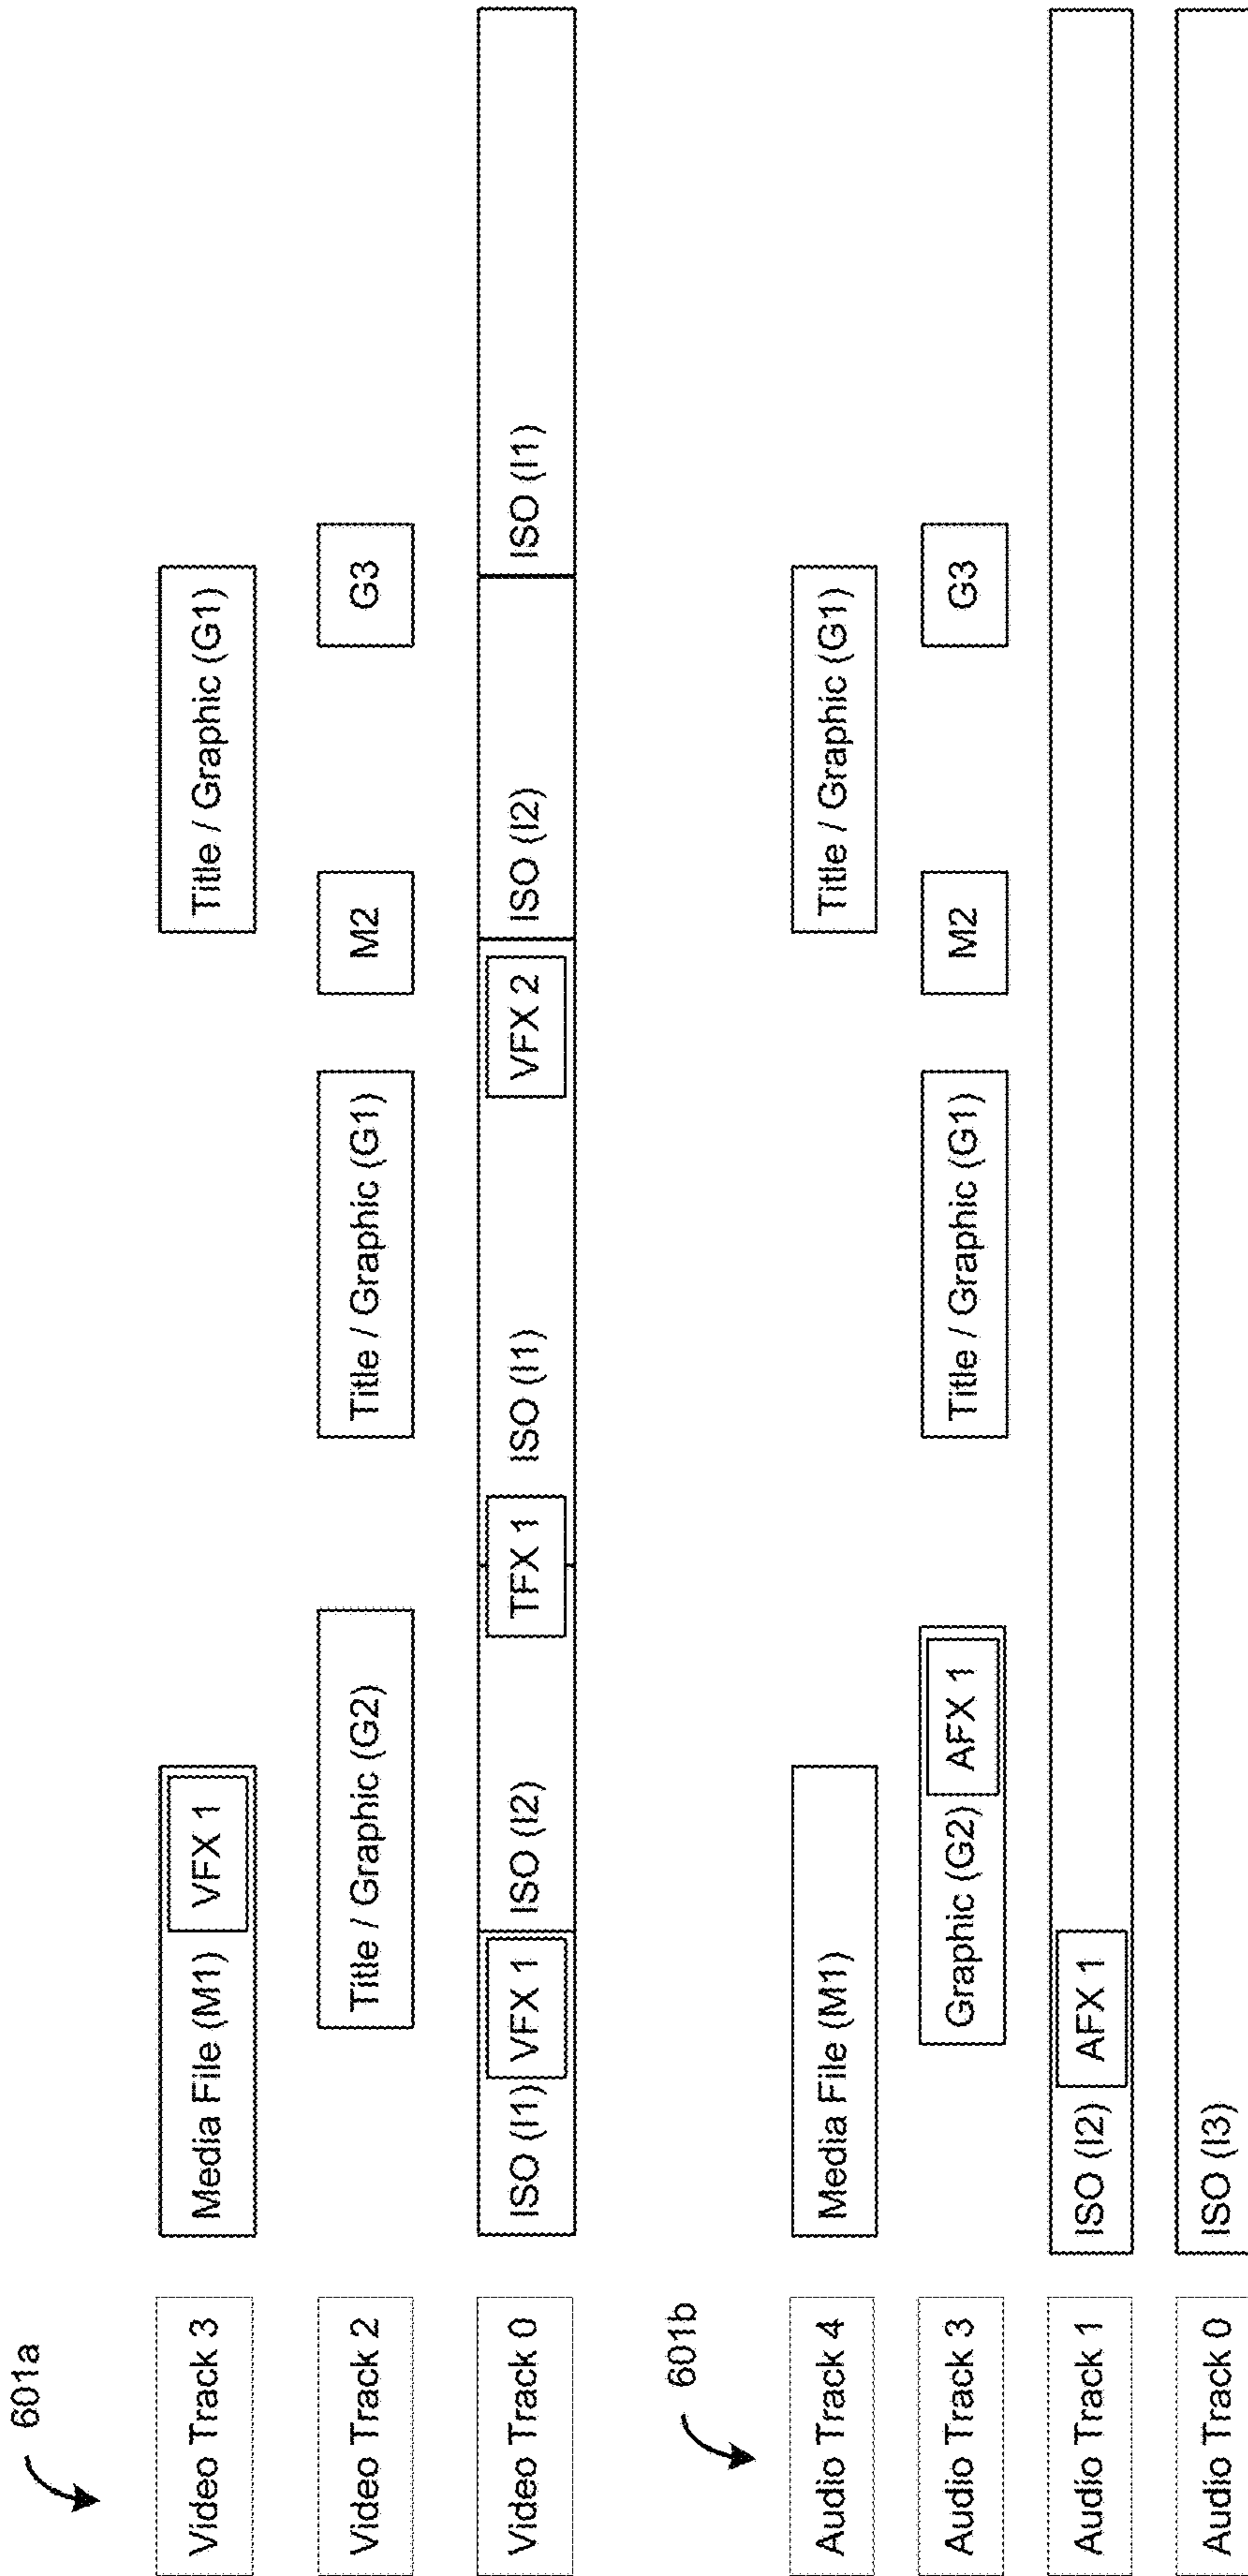 601a
Video Track 3
Media File (M1)
VFX 1
Title / Graphic (G1)
Video Track 2
Title / Graphic (G2)
Title / Graphic (G1)
M2
G3
Video Track 0
ISO (I1)
VFX 1
ISO (I2)
TFX 1
ISO (I1)
VFX 2
ISO (I2)
ISO (I1)
601b
Audio Track 4
Media File (M1)
Title / Graphic (G1)
Audio Track 3
Graphic (G2)
AFX 1
Title / Graphic (G1)
M2
G3
Audio Track 1
ISO (I2)
AFX 1
Audio Track 0
ISO (I3)